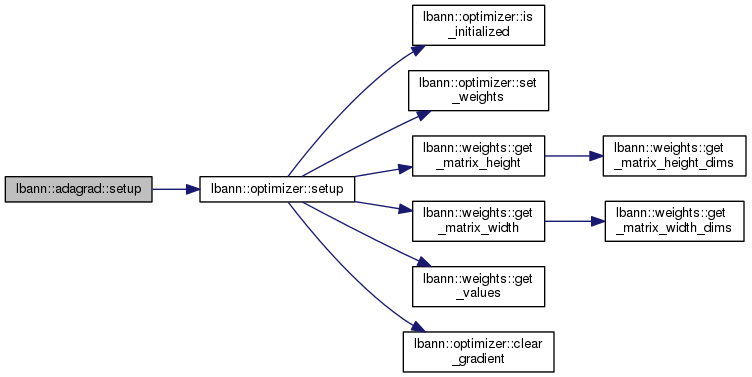 lbann::adagrad::setup
lbann::optimizer::setup
lbann::optimizer::is
_initialized
lbann::optimizer::set
_weights
lbann::weights::get
_matrix_height
lbann::weights::get
_matrix_height_dims
lbann::weights::get
_matrix_width
lbann::weights::get
_matrix_width_dims
lbann::weights::get
_values
lbann::optimizer::clear
_gradient